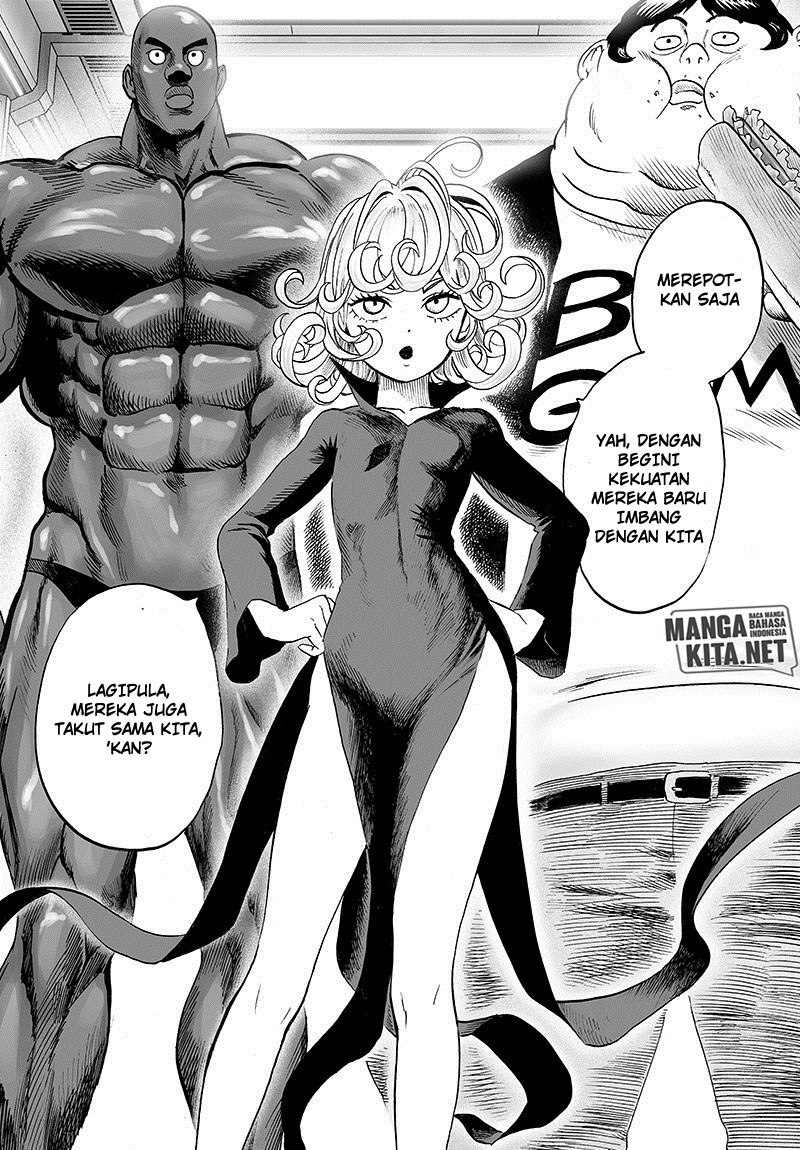 MEREPOT-
KAN SAJA
YAH, DENGAN
BEGINI
KEKUATAN
MEREKA BARU
IMBANG
DENGAN KITA
B
G M
LAGIPULA,
MEREKA JUGA
TAKUT SAMA KITA,
'KAN?
MANGA
KITA.NET
BACA MANGA
BAHASA
INDONESIA